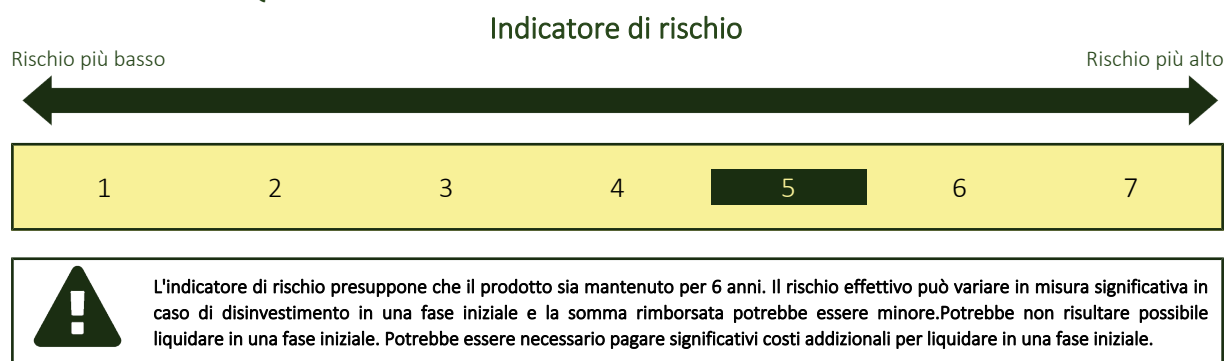 Indicatore di rischio
Rischio più basso
Rischio più alto
1 2 3 4 5 6 7
L'indicatore di rischio presuppone che il prodotto sia mantenuto per 6 anni. Il rischio effettivo può variare in misura significativa in
caso di disinvestimento in una fase iniziale e la somma rimborsata potrebbe essere minore.Potrebbe non risultare possibile
liquidare in una fase iniziale. Potrebbe essere necessario pagare significativi costi addizionali per liquidare in una fase iniziale.